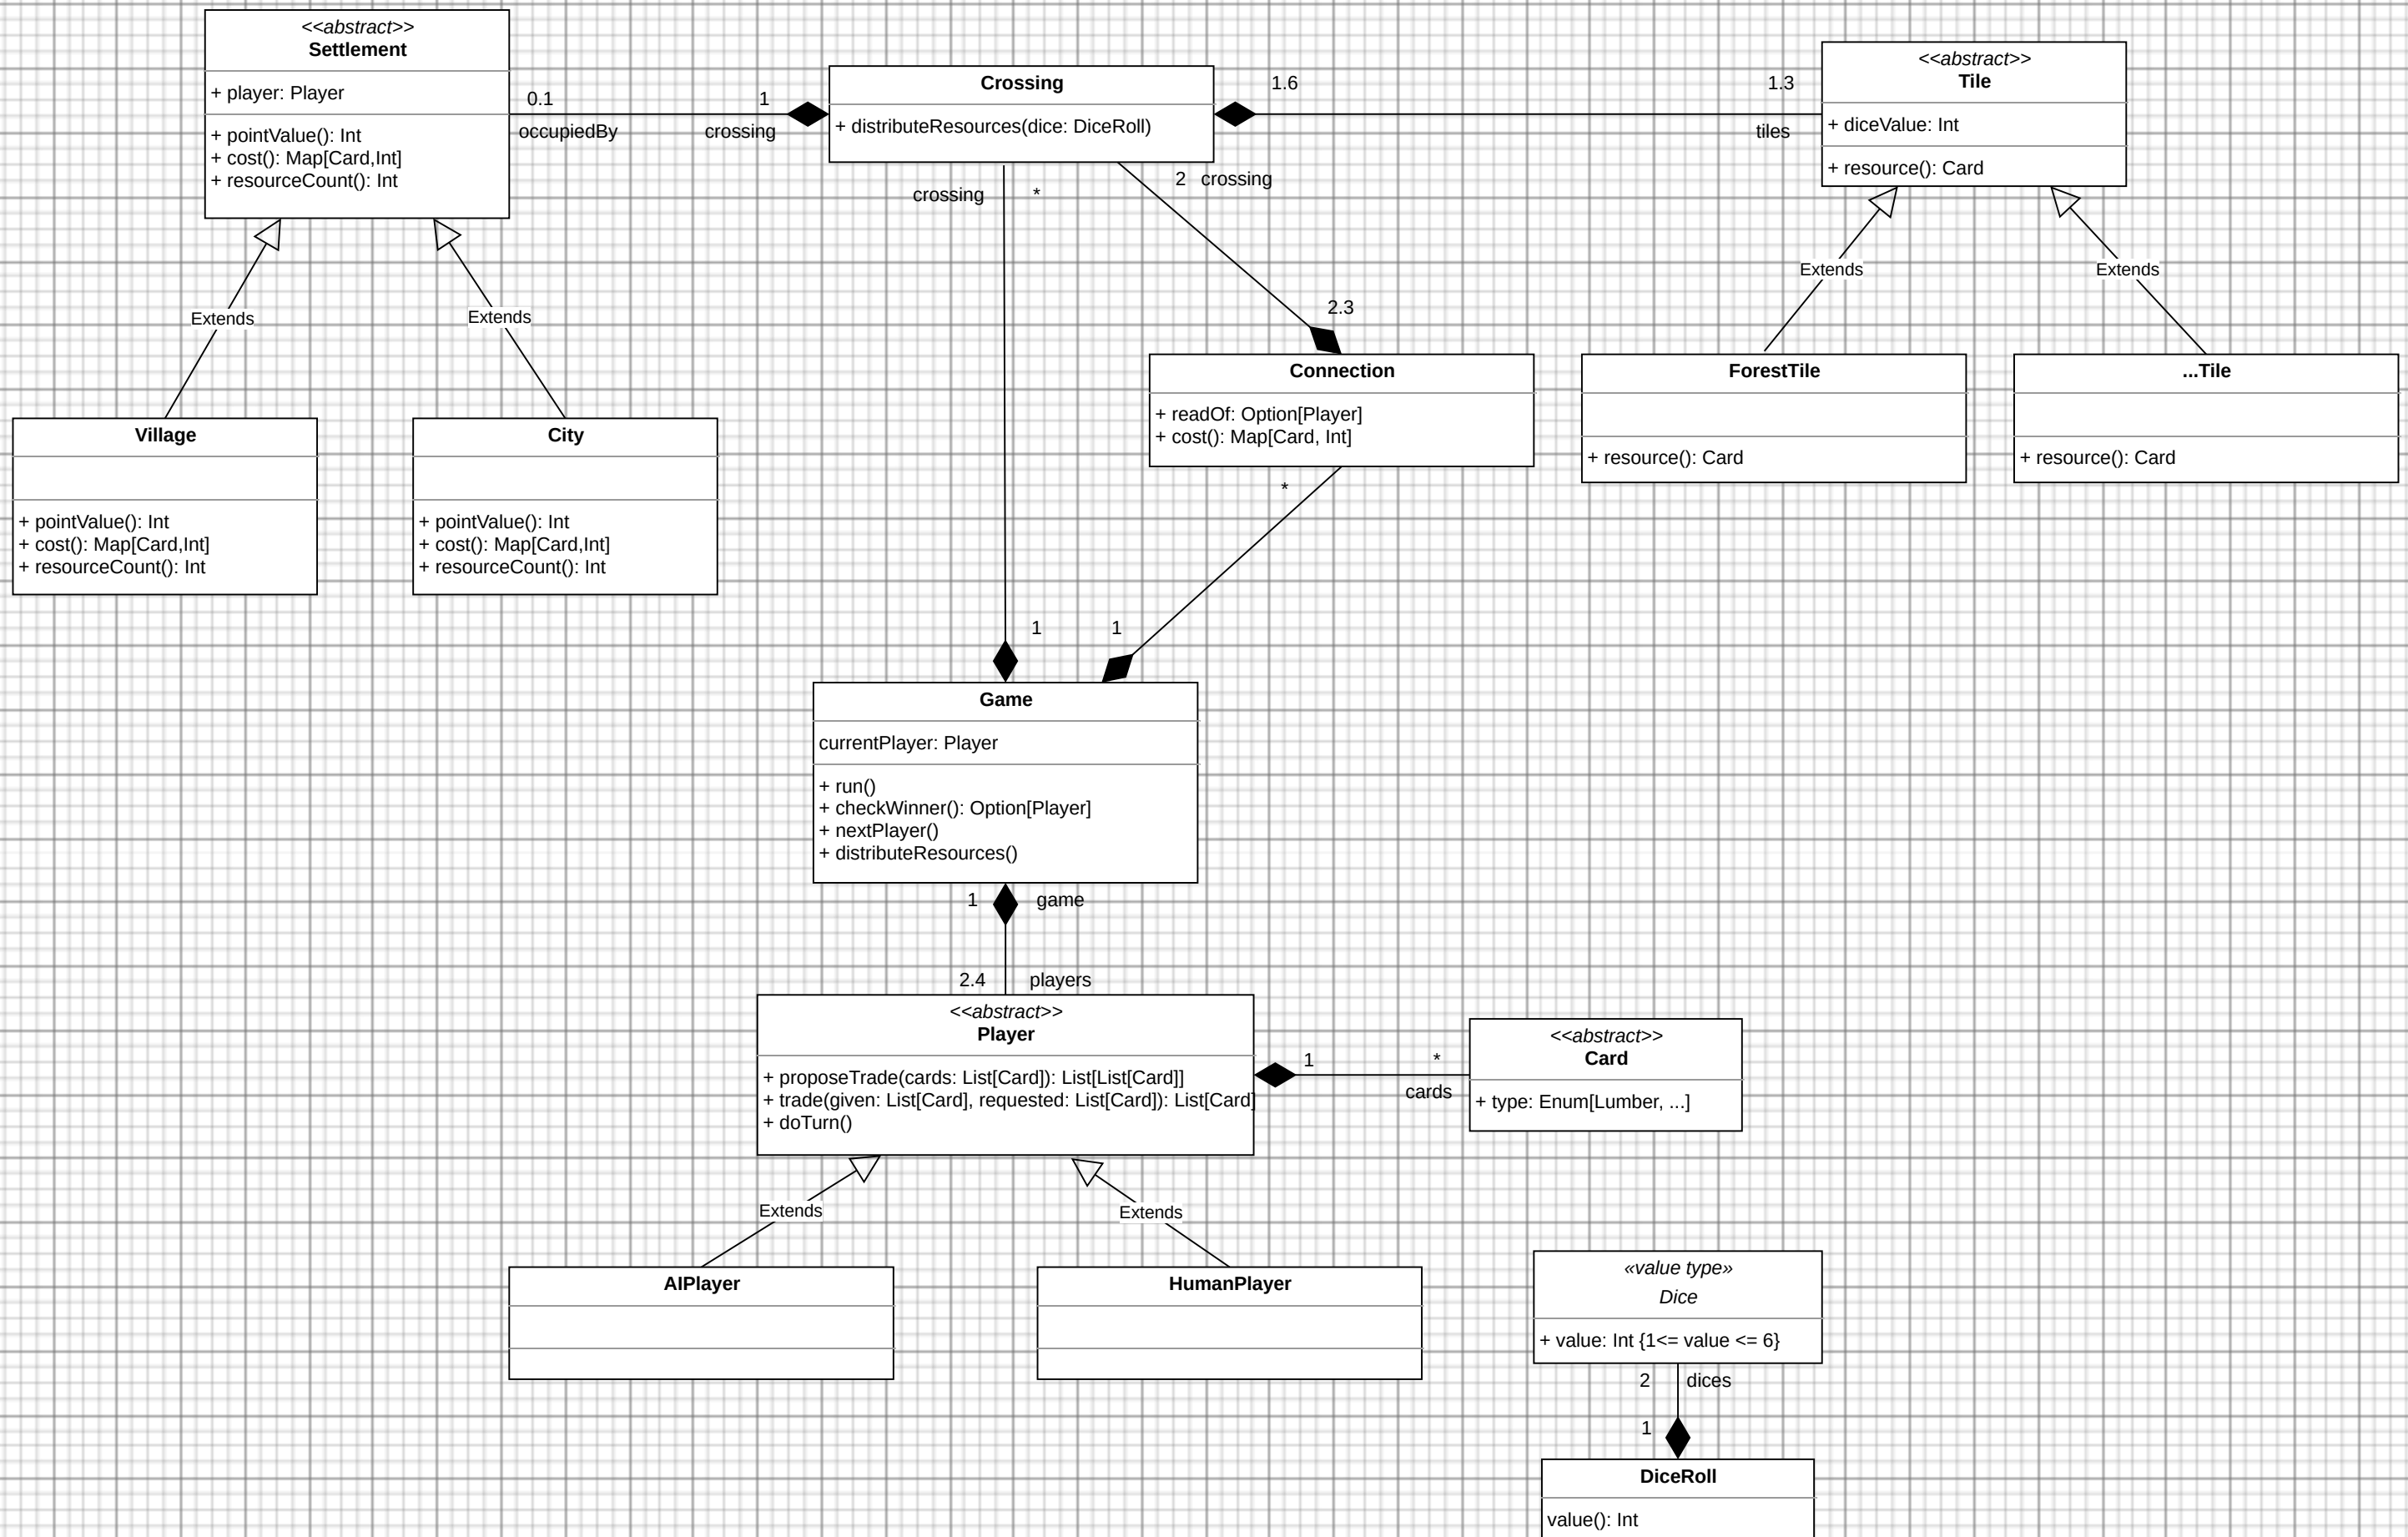 <<abstract>>
Settlement
+ player: Player
+ pointValue(): Int
+ cost(): Map[Card,Int]
+ resourceCount(): Int
0.1
occupiedBy
1
crossing
Crossing
+ distributeResources(dice: DiceRoll)
1.6
1.3
tiles
<<abstract>>
Tile
+ diceValue: Int
+ resource(): Card
crossing
*
2 crossing
2.3
Extends
Extends
Extends
Extends
Village
+ pointValue(): Int
+ cost(): Map[Card,Int]
+ resourceCount(): Int
City
+ pointValue(): Int
+ cost(): Map[Card,Int]
+ resourceCount(): Int
Connection
+ readOf: Option[Player]
+ cost(): Map[Card, Int]
ForestTile
+ resource(): Card
...Tile
+ resource(): Card
*
1
1
Game
currentPlayer: Player
+ run()
+ checkWinner(): Option[Player]
+ nextPlayer()
+ distributeResources()
1
game
2.4
players
<<abstract>>
Player
+ proposeTrade(cards: List[Card]): List[List[Card]]
+ trade(given: List[Card], requested: List[Card]): List[Card]
+ doTurn()
1
*
cards
<<abstract>>
Card
+ type: Enum[Lumber, ...]
Extends
Extends
AIPlayer
HumanPlayer
«value type»
Dice
+ value: Int {1<= value <= 6}
2
dices
1
DiceRoll
value(): Int